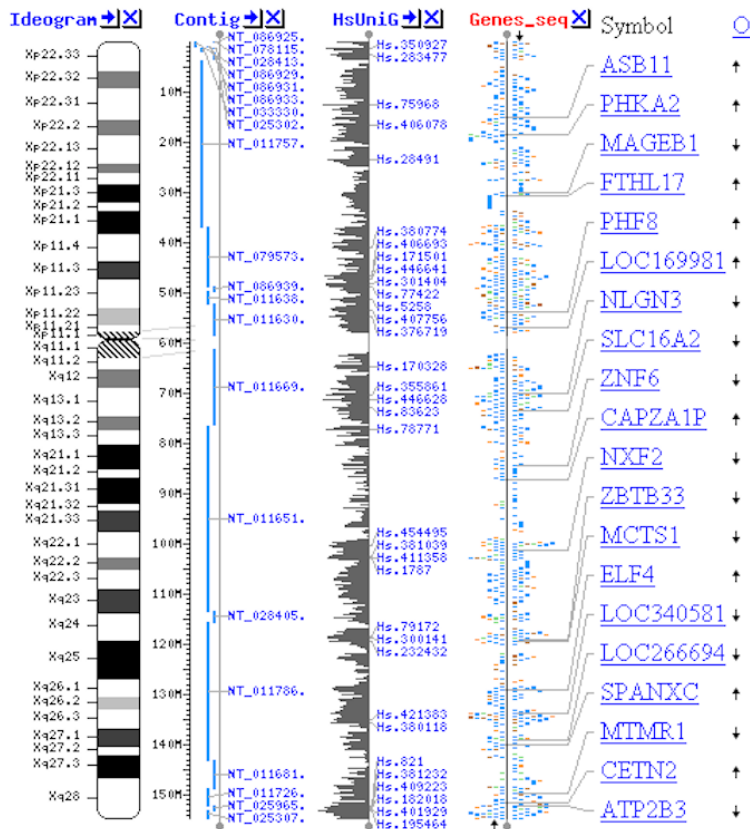 Ideogram Contig HsUniG Genes_seq Symbol O
Xp22.33
Xp22.32
Xp22.31
Xp22.2
Xp22.13
Xp22.12
Xp22.11
Xp21.3
Xp21.2
Xp21.1
Xp11.4
Xp11.3
Xp11.23
Xp11.22
Xp11.21
Xp11.1
Xq11.1
Xq11.2
Xq12
Xq13.1
Xq13.2
Xq13.3
Xq21.1
Xq21.2
Xq21.31
Xq21.32
Xq21.33
Xq22.1
Xq22.2
Xq22.3
Xq23
Xq24
Xq25
Xq26.1
Xq26.2
Xq26.3
Xq27.1
Xq27.2
Xq27.3
Xq28
10M
20M
30M
40M
50M
60M
70M
80M
90M
100M
110M
120M
130M
140M
150M
NT_086925.
NT_078115.
NT_028413.
NT_086929.
NT_086931.
NT_086933.
NT_033330.
NT_025302.
NT_011757.
NT_079573.
NT_086939.
NT_011638.
NT_011630.
NT_011669.
NT_011651.
NT_028405.
NT_011786.
NT_011681.
NT_011726.
NT_025965.
NT_025307.
Hs.350927
Hs.283477
Hs.75968
Hs.406078
Hs.28491
Hs.380774
Hs.406693
Hs.171501
Hs.446641
Hs.301404
Hs.77422
Hs.5258
Hs.407756
Hs.376719
Hs.170328
Hs.355861
Hs.446628
Hs.83623
Hs.78771
Hs.454495
Hs.381039
Hs.411358
Hs.1787
Hs.79172
Hs.300141
Hs.232432
Hs.421383
Hs.380118
Hs.821
Hs.381232
Hs.409223
Hs.182018
Hs.401929
Hs.195464
ASB11
PHKA2
MAGEB1
FTHL17
PHF8
LOC169981
NLGN3
SLC16A2
ZNF6
CAPZA1P
NXF2
ZBTB33
MCTS1
ELF4
LOC340581
LOC266694
SPANXC
MTMR1
CETN2
ATP2B3